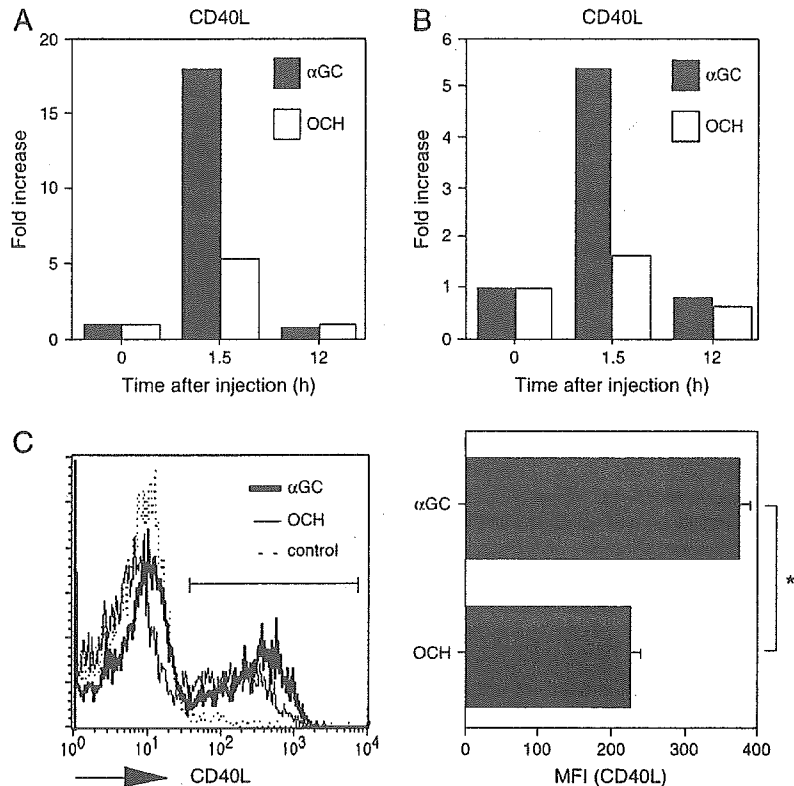 A
CD40L
20
15
10
5
0
Fold increase
αGC
OCH
0 1.5 12
Time after injection (h)
B
CD40L
6
5
4
3
2
1
0
Fold increase
αGC
OCH
0 1.5 12
Time after injection (h)
C
αGC
OCH
control
10⁰ 10¹ 10² 10³ 10⁴
CD40L
αGC
OCH
*
0 100 200 300 400
MFI (CD40L)